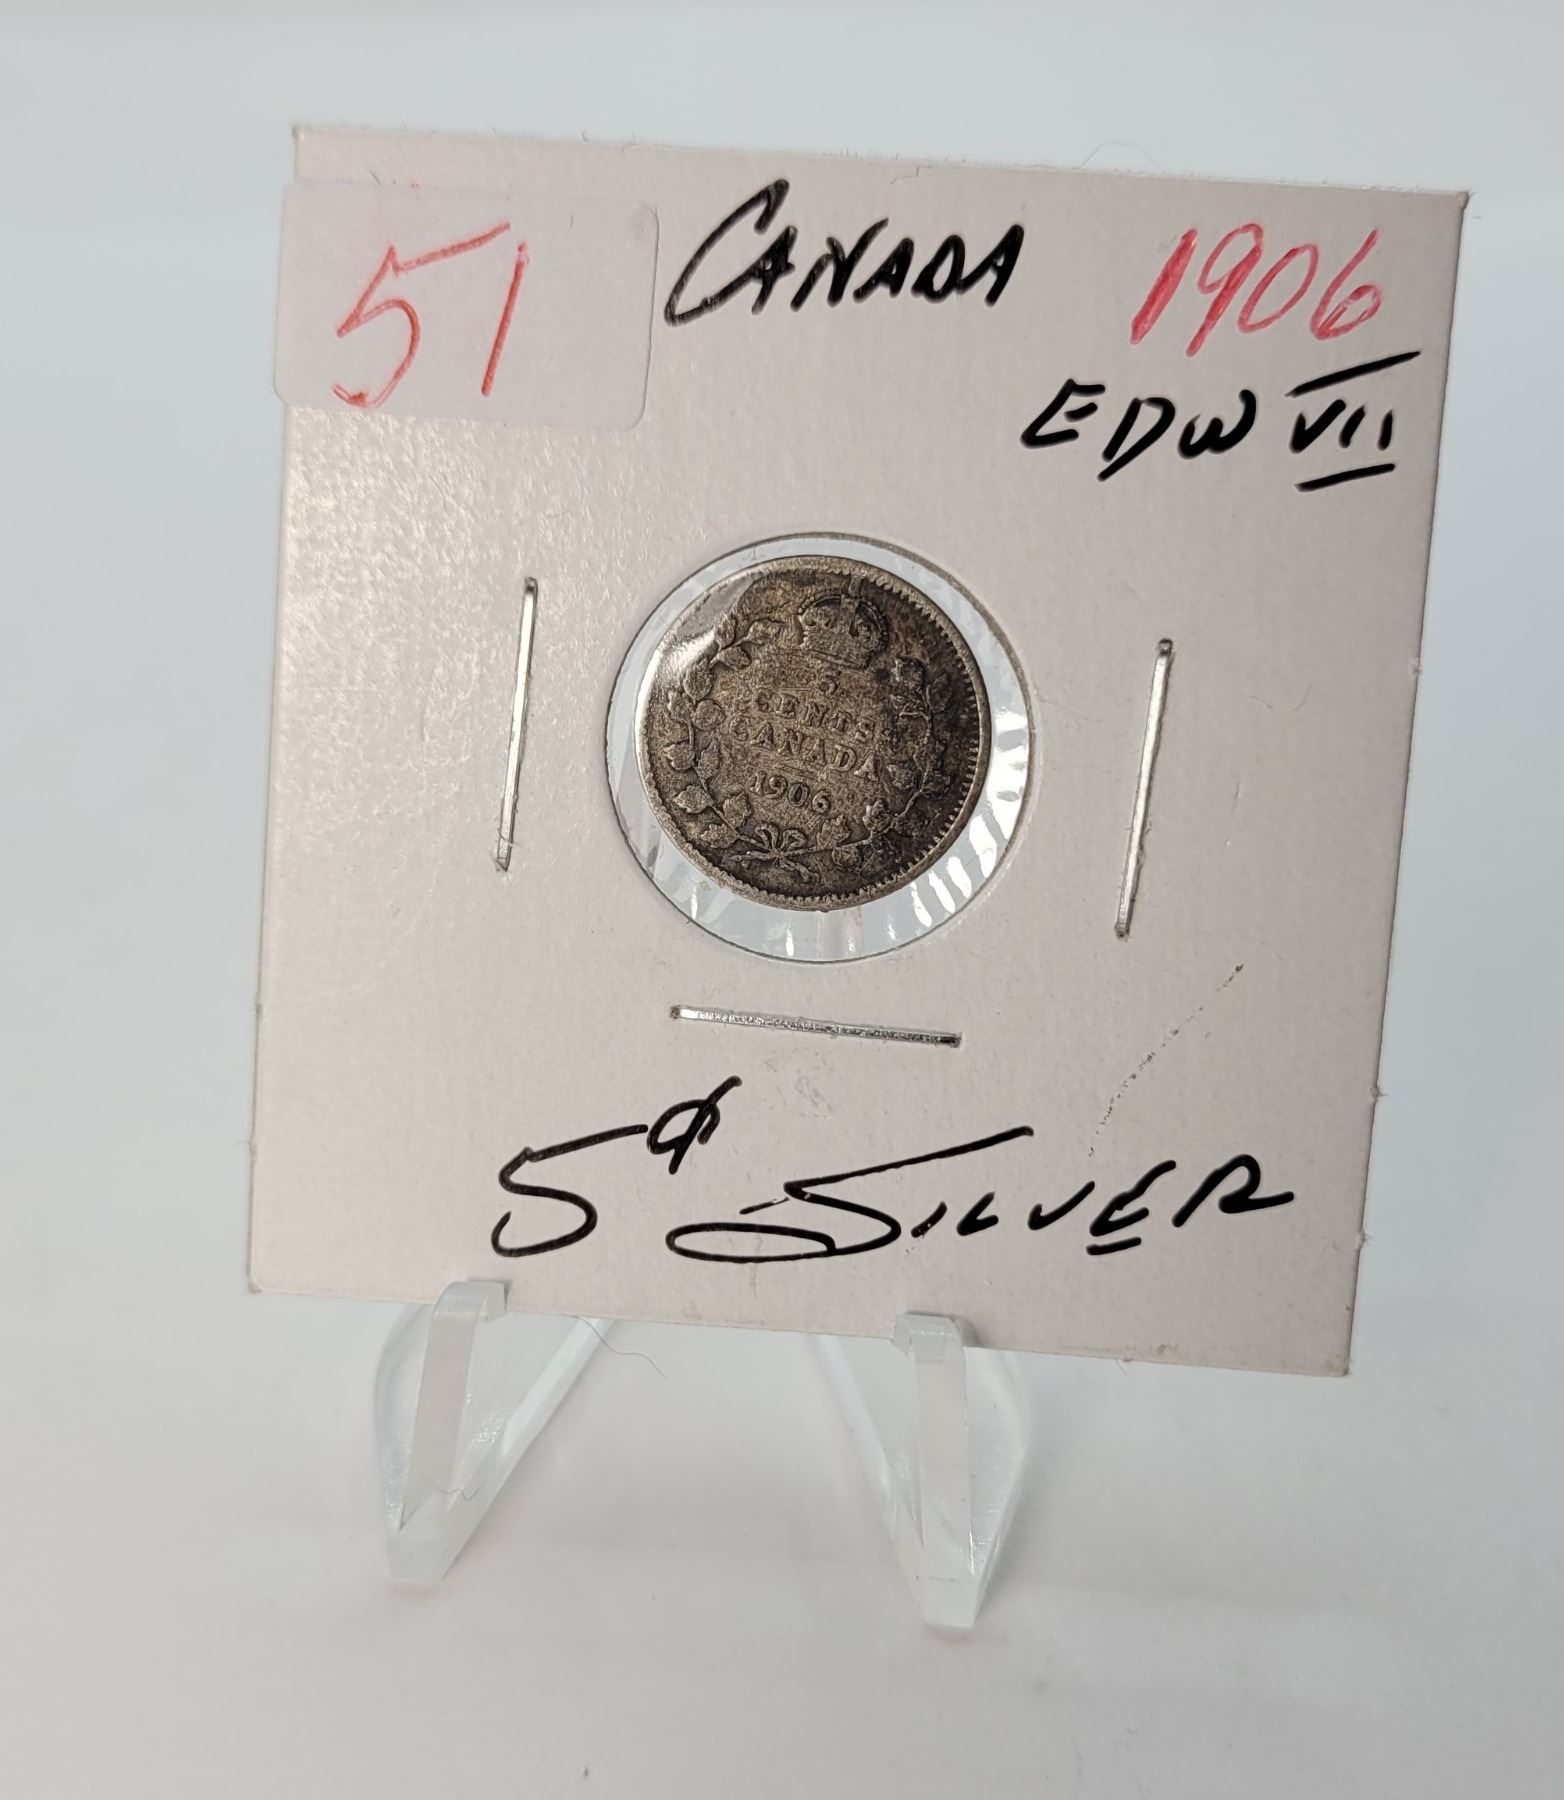 51
CANADA 1906
EDW VII
5
CENTS
CANADA
1906
5¢ SILVER